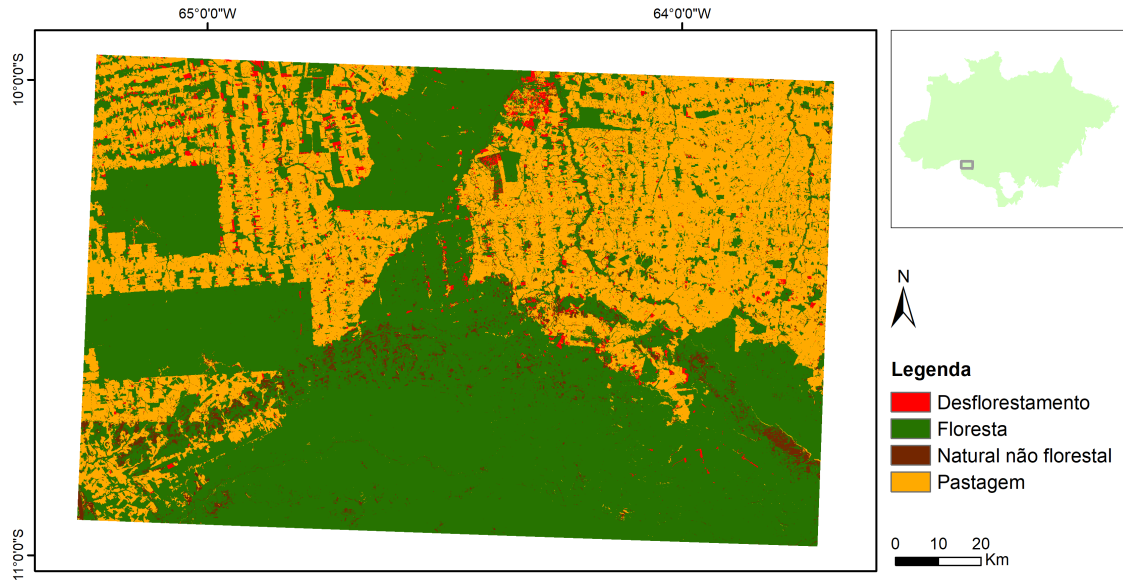 65°0'0"W
64°0'0"W
10°0'0"S
11°0'0"S
N
Legenda
Desflorestamento
Floresta
Natural não florestal
Pastagem
0 10 20
Km